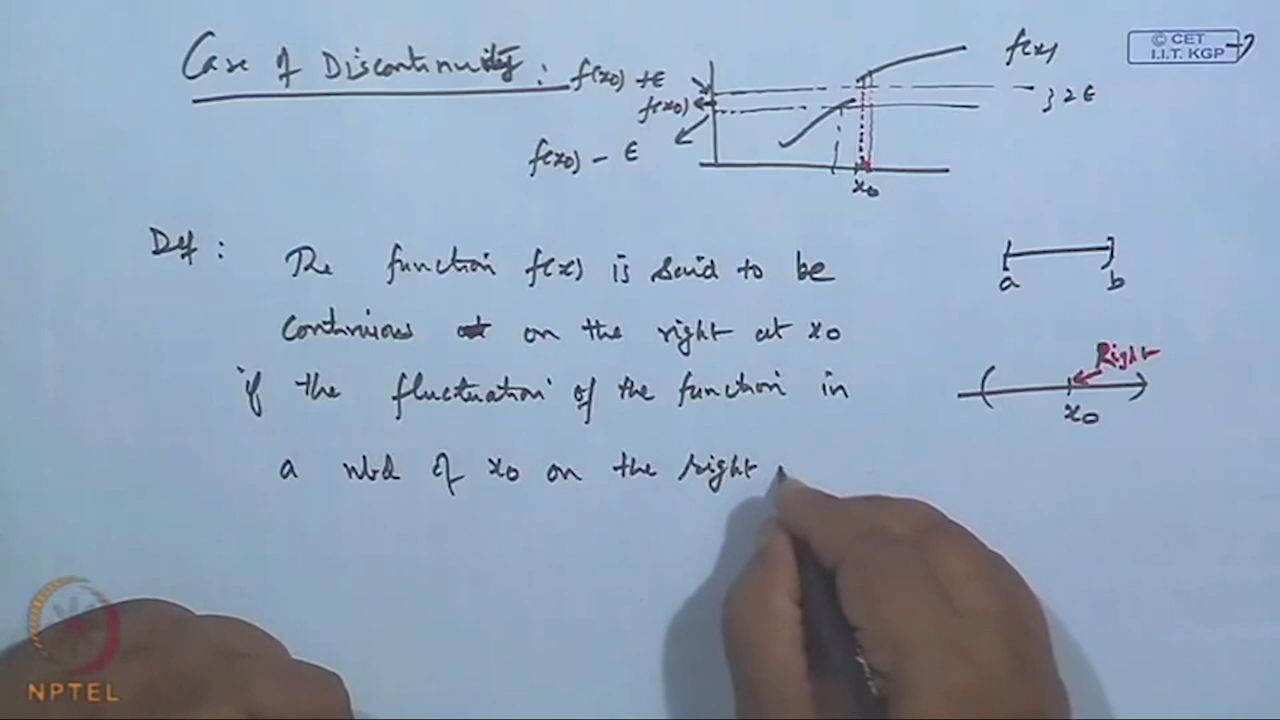 Case of Discontinuity :
f(x0) + ϵ
f(x0)
f(x0) - ϵ
f(x)
} 2ϵ
x0
© CET
I.I.T. KGP
Def : The function f(x) is said to be
continuous on the right at x0
if the fluctuation of the function in
a nbd of x0 on the right
a b
Right
x0
NPTEL